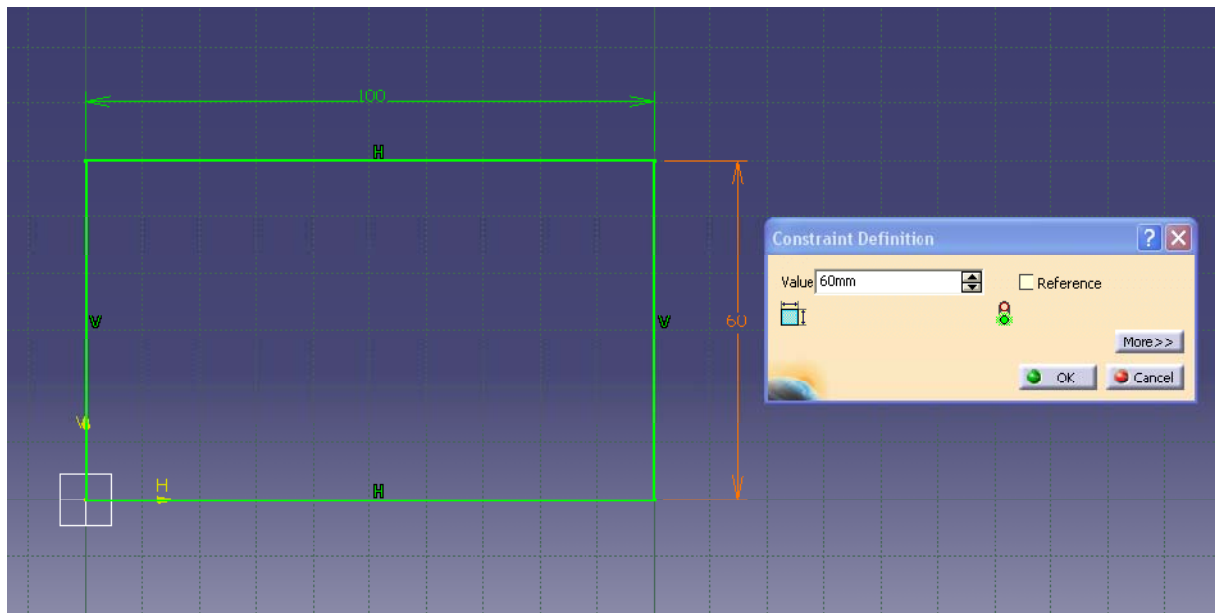 100
H
V
V
60
V
H
H
Constraint Definition
?
X
Value 60mm
Reference
More>>
OK
Cancel